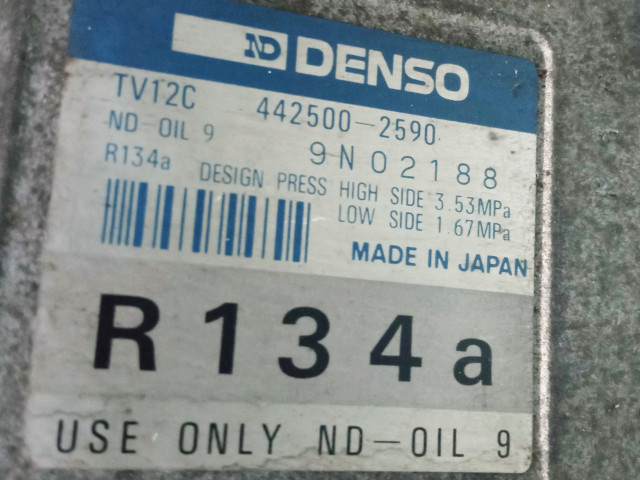 ND DENSO
TV12C 442500-2590
ND-OIL 9 9N02188
R134a DESIGN PRESS HIGH SIDE 3.53MPa
LOW SIDE 1.67MPa
MADE IN JAPAN
R134a
USE ONLY ND-OIL 9